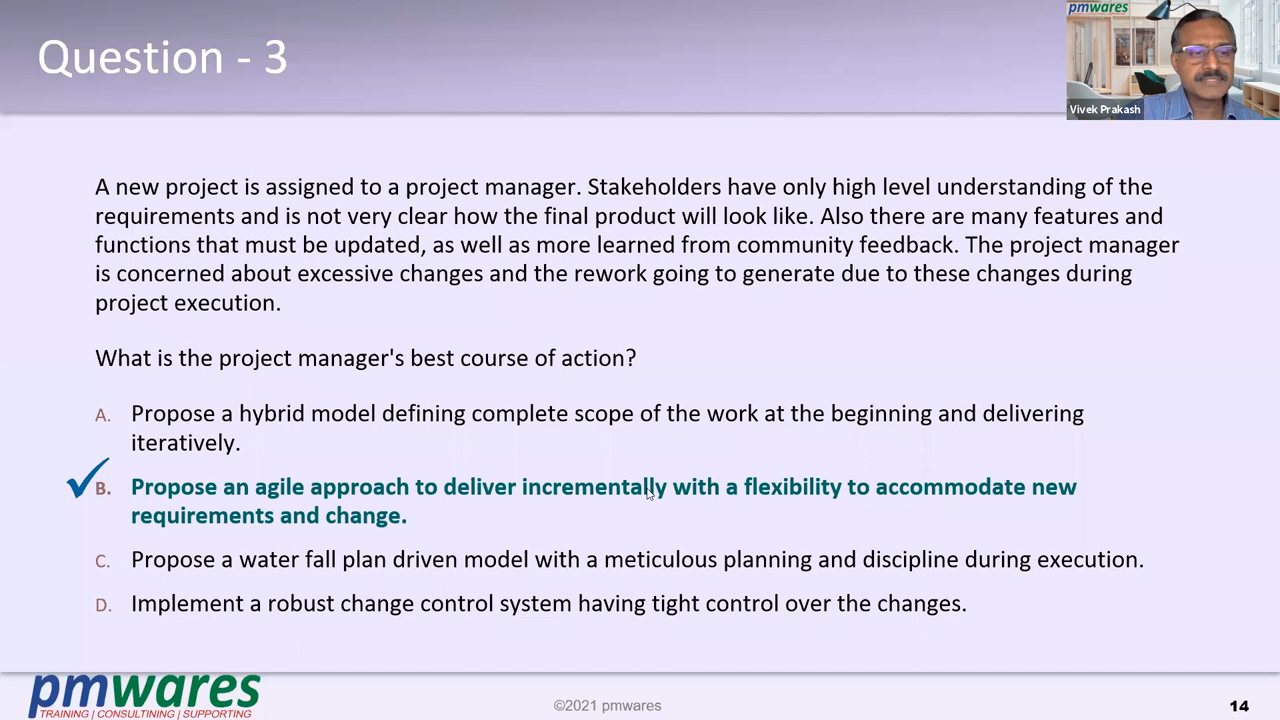 Question - 3
pmwares
Vivek Prakash
A new project is assigned to a project manager. Stakeholders have only high level understanding of the
requirements and is not very clear how the final product will look like. Also there are many features and
functions that must be updated, as well as more learned from community feedback. The project manager
is concerned about excessive changes and the rework going to generate due to these changes during
project execution.
What is the project manager's best course of action?
A. Propose a hybrid model defining complete scope of the work at the beginning and delivering
iteratively.
B. Propose an agile approach to deliver incrementally with a flexibility to accommodate new
requirements and change.
C. Propose a water fall plan driven model with a meticulous planning and discipline during execution.
D. Implement a robust change control system having tight control over the changes.
pmwares
TRAINING | CONSULTINING | SUPPORTING
©2021 pmwares
14